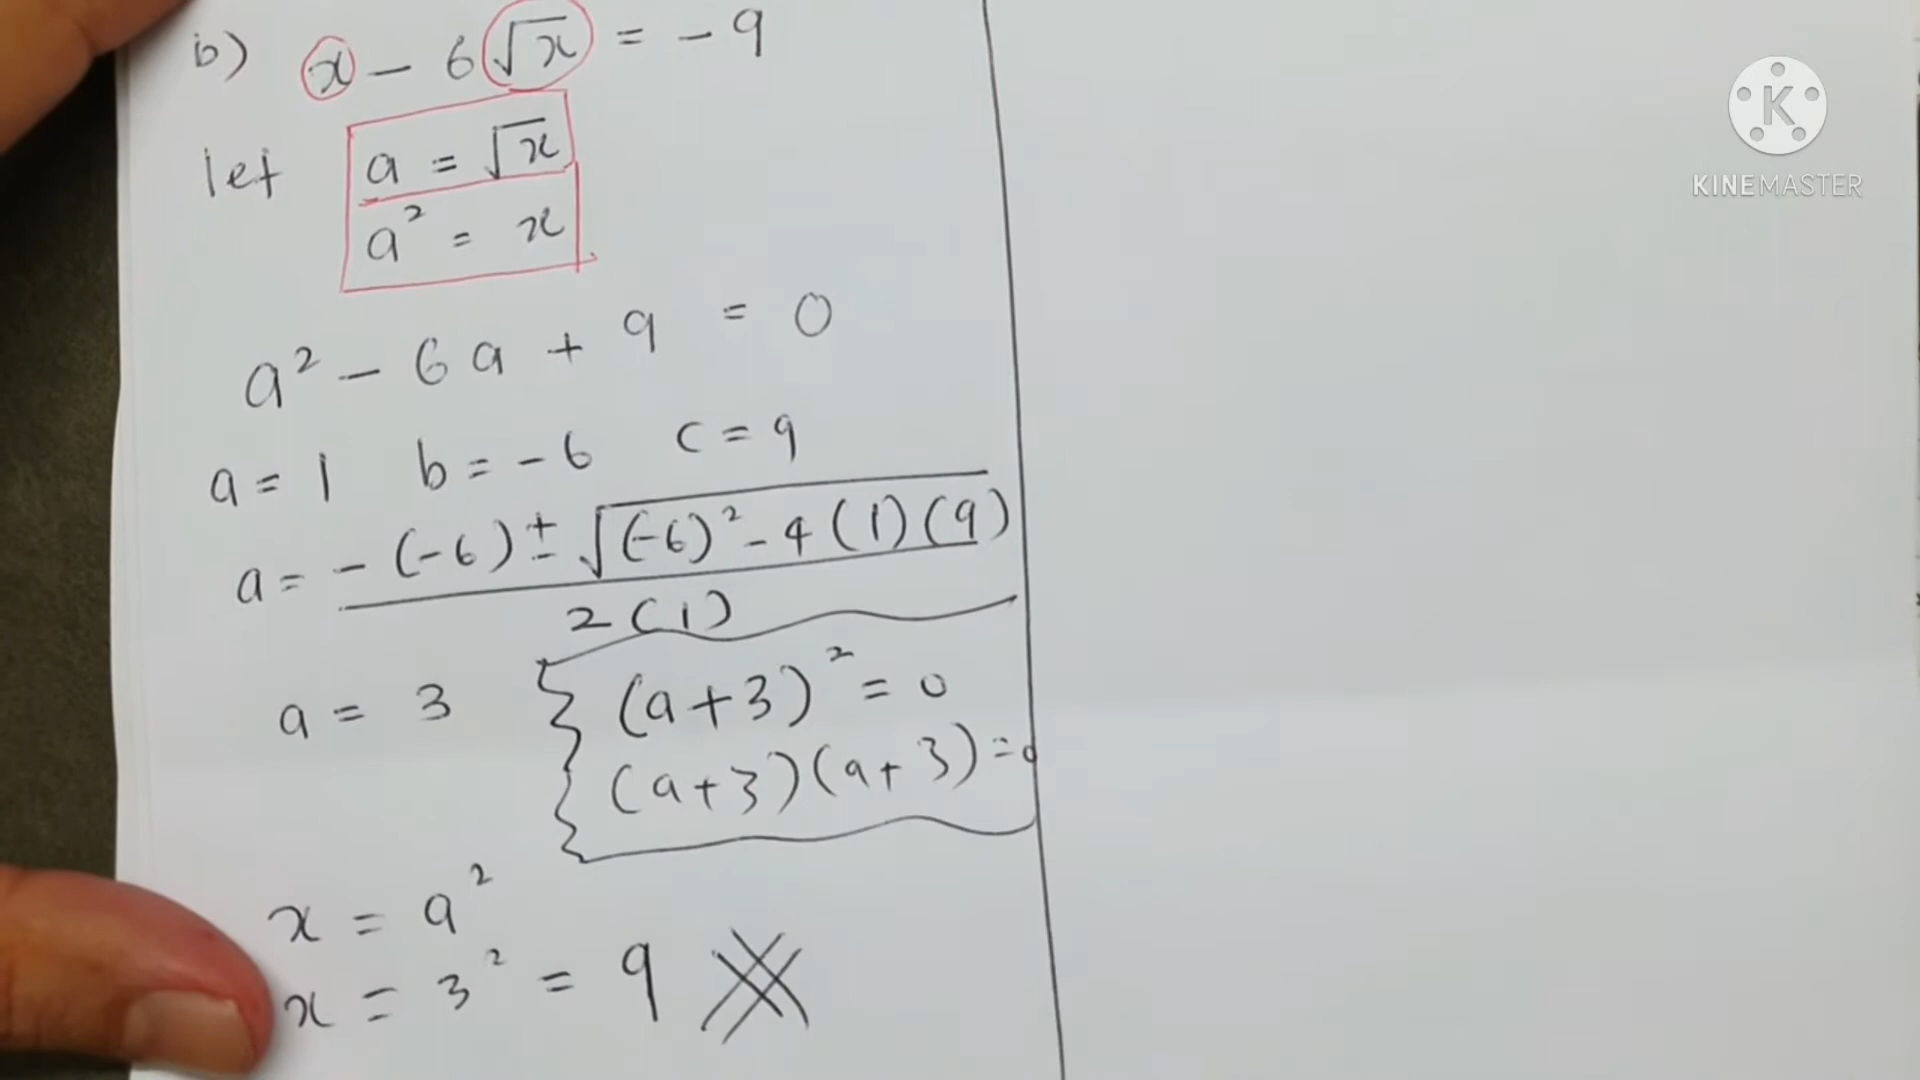 b) x - 6√x = -9
let a = √x
a² = x
a² - 6a + 9 = 0
a = 1 b = -6 c = 9
a = -(-6) ± √(-6)² - 4(1)(9)
2(1)
a = 3
(a+3)² = 0
(a+3)(a+3) = 0
x = a²
x = 3² = 9
K
KINEMASTER